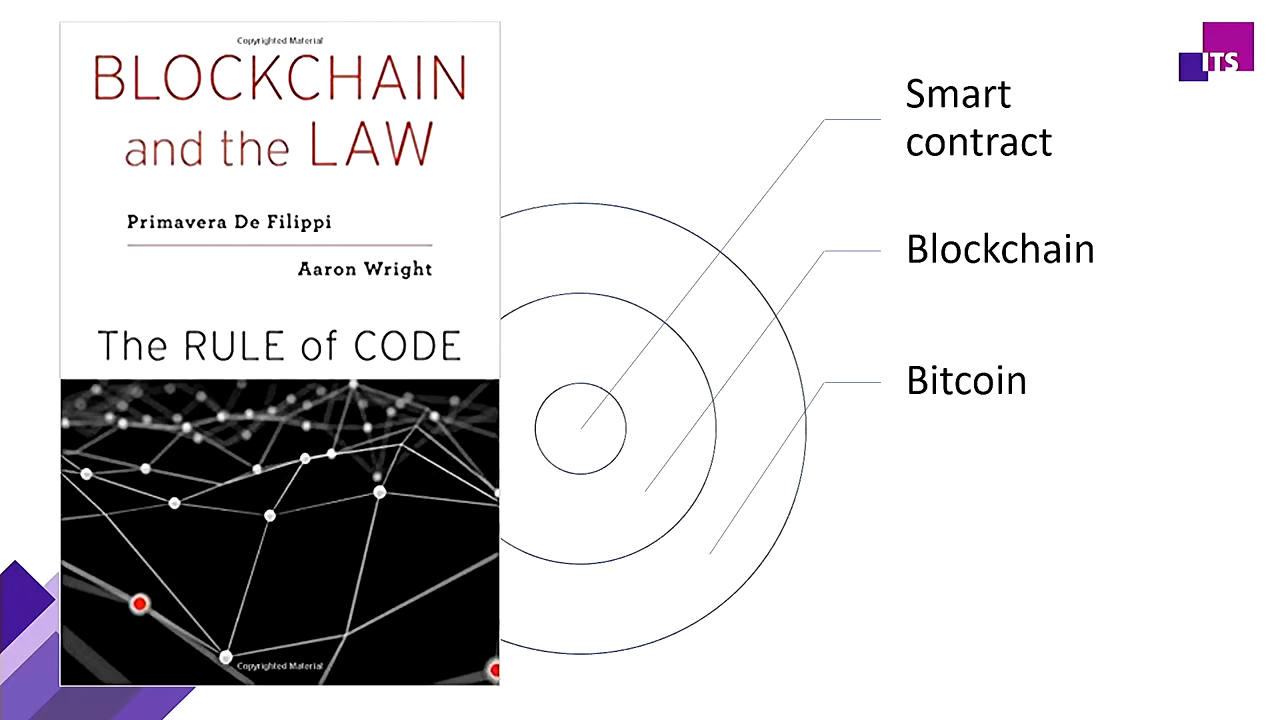 Copyrighted Material
BLOCKCHAIN
and the LAW
Primavera De Filippi
Aaron Wright
The RULE of CODE
Copyrighted Material
ITS
Smart
contract
Blockchain
Bitcoin